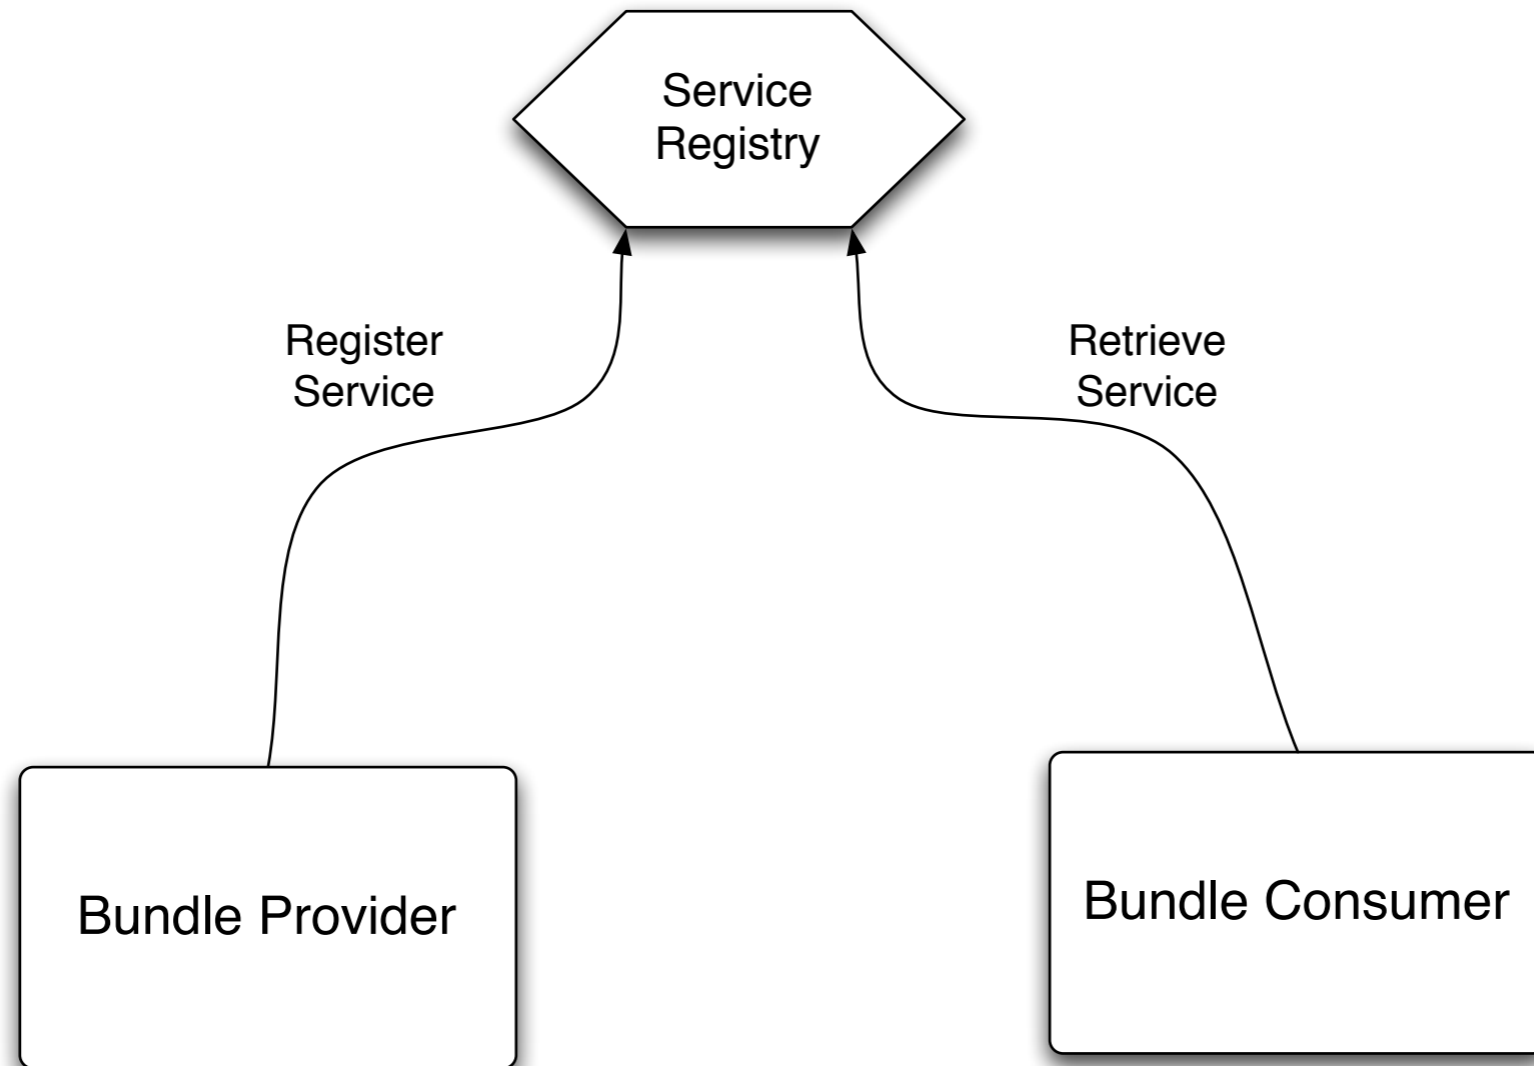 Service
Registry
Register
Service
Retrieve
Service
Bundle Provider
Bundle Consumer